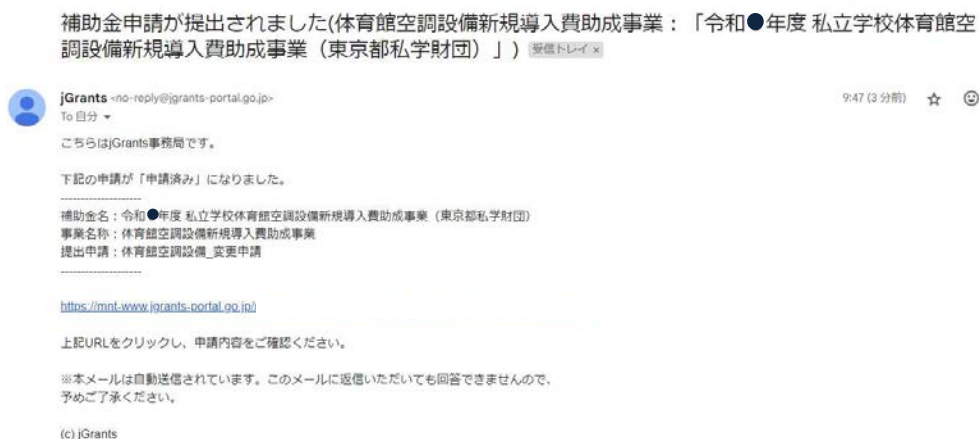 補助金申請が提出されました(体育館空調設備新規導入費助成事業：「令和●年度 私立学校体育館空
調設備新規導入費助成事業（東京都私学財団）」) 受信トレイ ×
jGrants <no-reply@jgrants-portal.go.jp> 9:47 (3 分前)
To 自分
こちらはjGrants事務局です。
下記の申請が「申請済み」になりました。
--------------------
補助金名：令和●年度 私立学校体育館空調設備新規導入費助成事業（東京都私学財団）
事業名称：体育館空調設備新規導入費助成事業
提出申請：体育館空調設備_変更申請
--------------------
https://mnt-www.jgrants-portal.go.jp/
上記URLをクリックし、申請内容をご確認ください。
※本メールは自動送信されています。このメールに返信いただいても回答できませんので、
予めご了承ください。
(c) jGrants